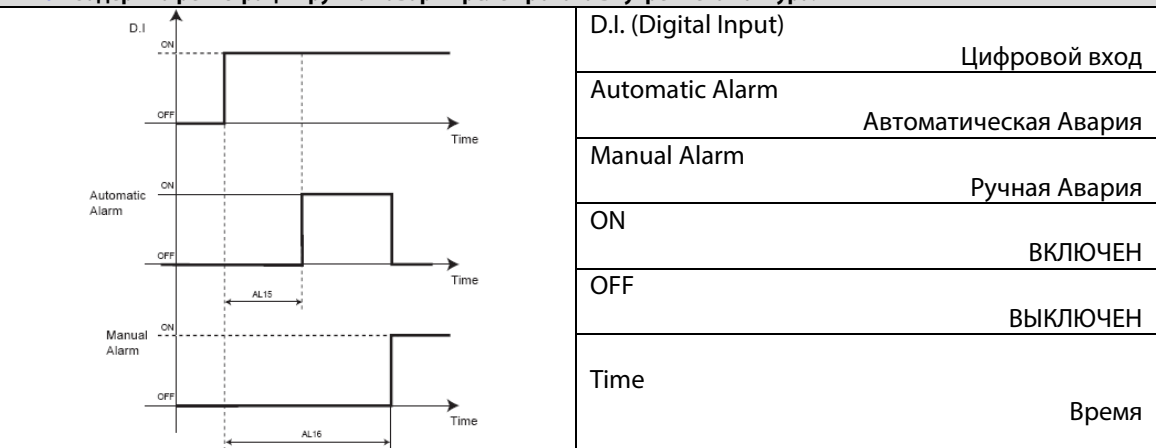 D.I
ON
OFF
Time
Automatic
Alarm
ON
OFF
Time
AL15
Manual
Alarm
ON
OFF
Time
AL16
D.I. (Digital Input)
Цифровой вход
Automatic Alarm
Автоматическая Авария
Manual Alarm
Ручная Авария
ON
ВКЛЮЧЕН
OFF
ВЫКЛЮЧЕН
Time
Время